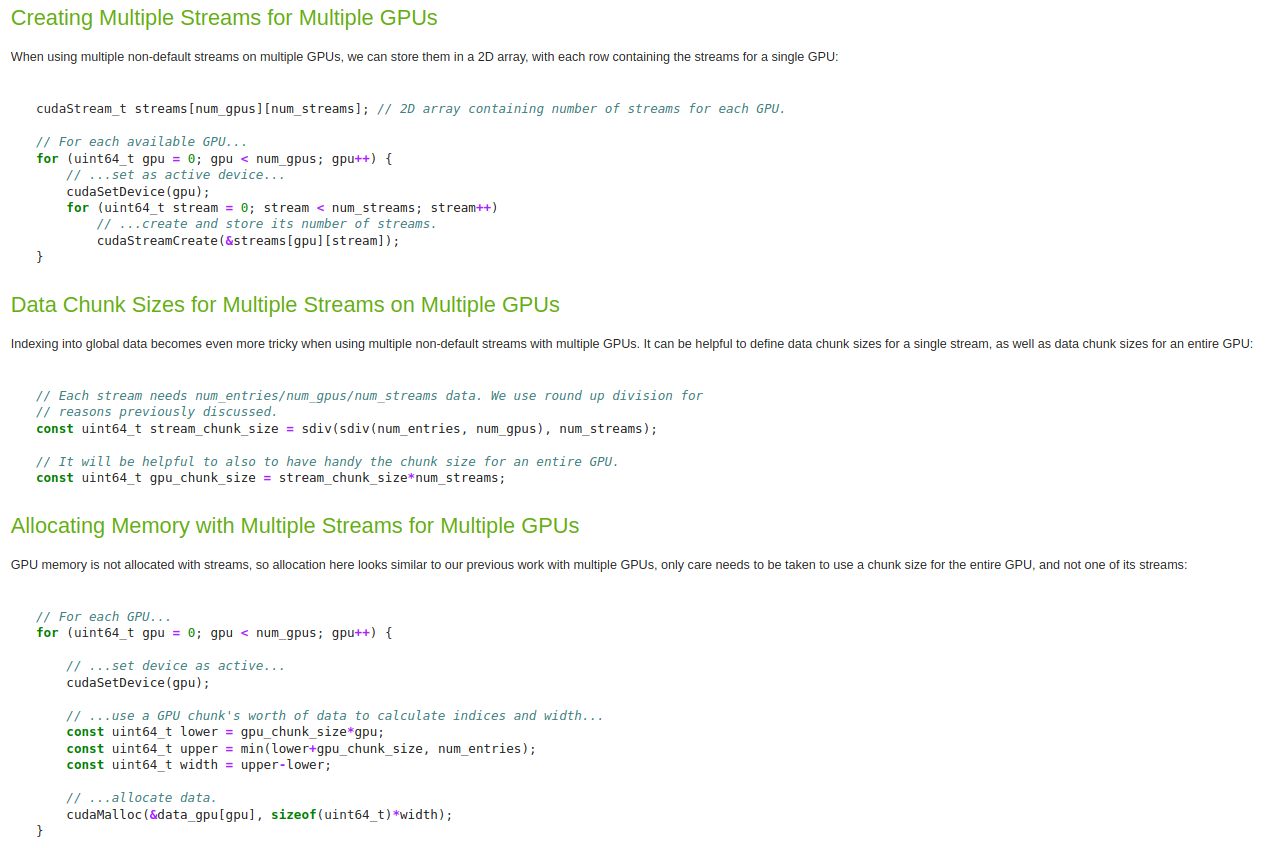 Creating Multiple Streams for Multiple GPUs
When using multiple non-default streams on multiple GPUs, we can store them in a 2D array, with each row containing the streams for a single GPU:
cudaStream_t streams[num_gpus][num_streams]; // 2D array containing number of streams for each GPU.
// For each available GPU...
for (uint64_t gpu = 0; gpu < num_gpus; gpu++) {
    // ...set as active device...
    cudaSetDevice(gpu);
    for (uint64_t stream = 0; stream < num_streams; stream++)
        // ...create and store its number of streams.
        cudaStreamCreate(&streams[gpu][stream]);
}
Data Chunk Sizes for Multiple Streams on Multiple GPUs
Indexing into global data becomes even more tricky when using multiple non-default streams with multiple GPUs. It can be helpful to define data chunk sizes for a single stream, as well as data chunk sizes for an entire GPU:
// Each stream needs num_entries/num_gpus/num_streams data. We use round up division for
// reasons previously discussed.
const uint64_t stream_chunk_size = sdiv(sdiv(num_entries, num_gpus), num_streams);
// It will be helpful to also to have handy the chunk size for an entire GPU.
const uint64_t gpu_chunk_size = stream_chunk_size*num_streams;
Allocating Memory with Multiple Streams for Multiple GPUs
GPU memory is not allocated with streams, so allocation here looks similar to our previous work with multiple GPUs, only care needs to be taken to use a chunk size for the entire GPU, and not one of its streams:
// For each GPU...
for (uint64_t gpu = 0; gpu < num_gpus; gpu++) {
    // ...set device as active...
    cudaSetDevice(gpu);
    // ...use a GPU chunk's worth of data to calculate indices and width...
    const uint64_t lower = gpu_chunk_size*gpu;
    const uint64_t upper = min(lower+gpu_chunk_size, num_entries);
    const uint64_t width = upper-lower;
    // ...allocate data.
    cudaMalloc(&data_gpu[gpu], sizeof(uint64_t)*width);
}